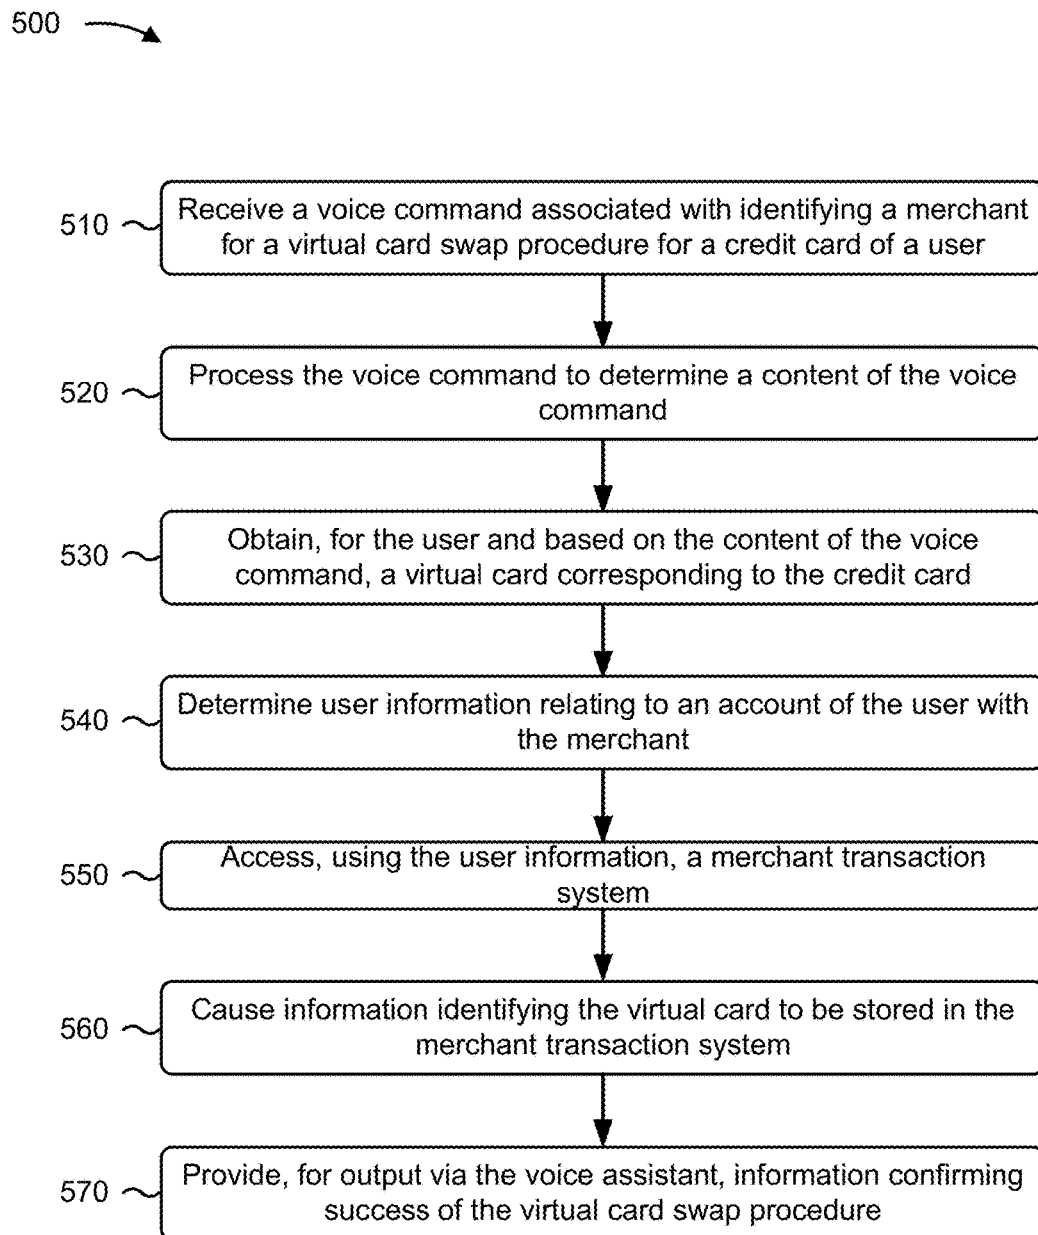 500
510
Receive a voice command associated with identifying a merchant
for a virtual card swap procedure for a credit card of a user
520
Process the voice command to determine a content of the voice
command
530
Obtain, for the user and based on the content of the voice
command, a virtual card corresponding to the credit card
540
Determine user information relating to an account of the user with
the merchant
550
Access, using the user information, a merchant transaction
system
560
Cause information identifying the virtual card to be stored in the
merchant transaction system
570
Provide, for output via the voice assistant, information confirming
success of the virtual card swap procedure